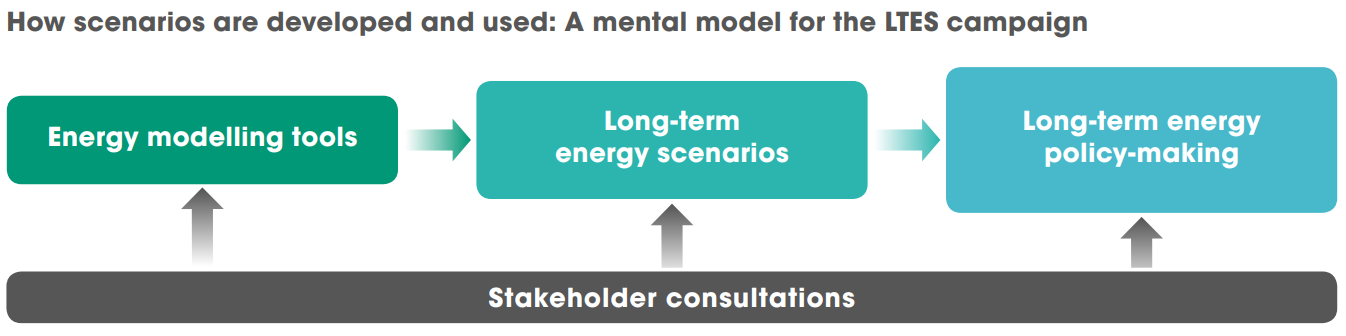 How scenarios are developed and used: A mental model for the LTES campaign
Energy modelling tools
Long-term
energy scenarios
Long-term energy
policy-making
Stakeholder consultations